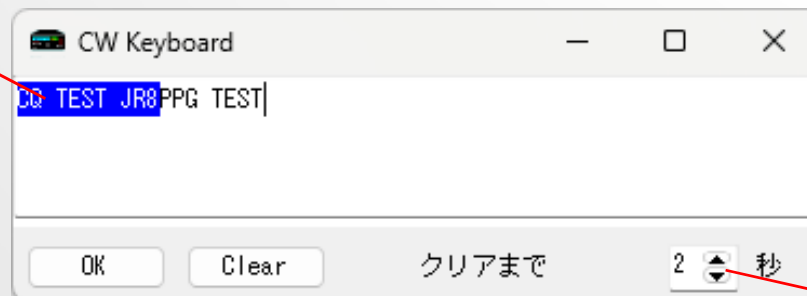 CW Keyboard
CQ TEST JR8PPG TEST
OK Clear クリアまで 2 秒